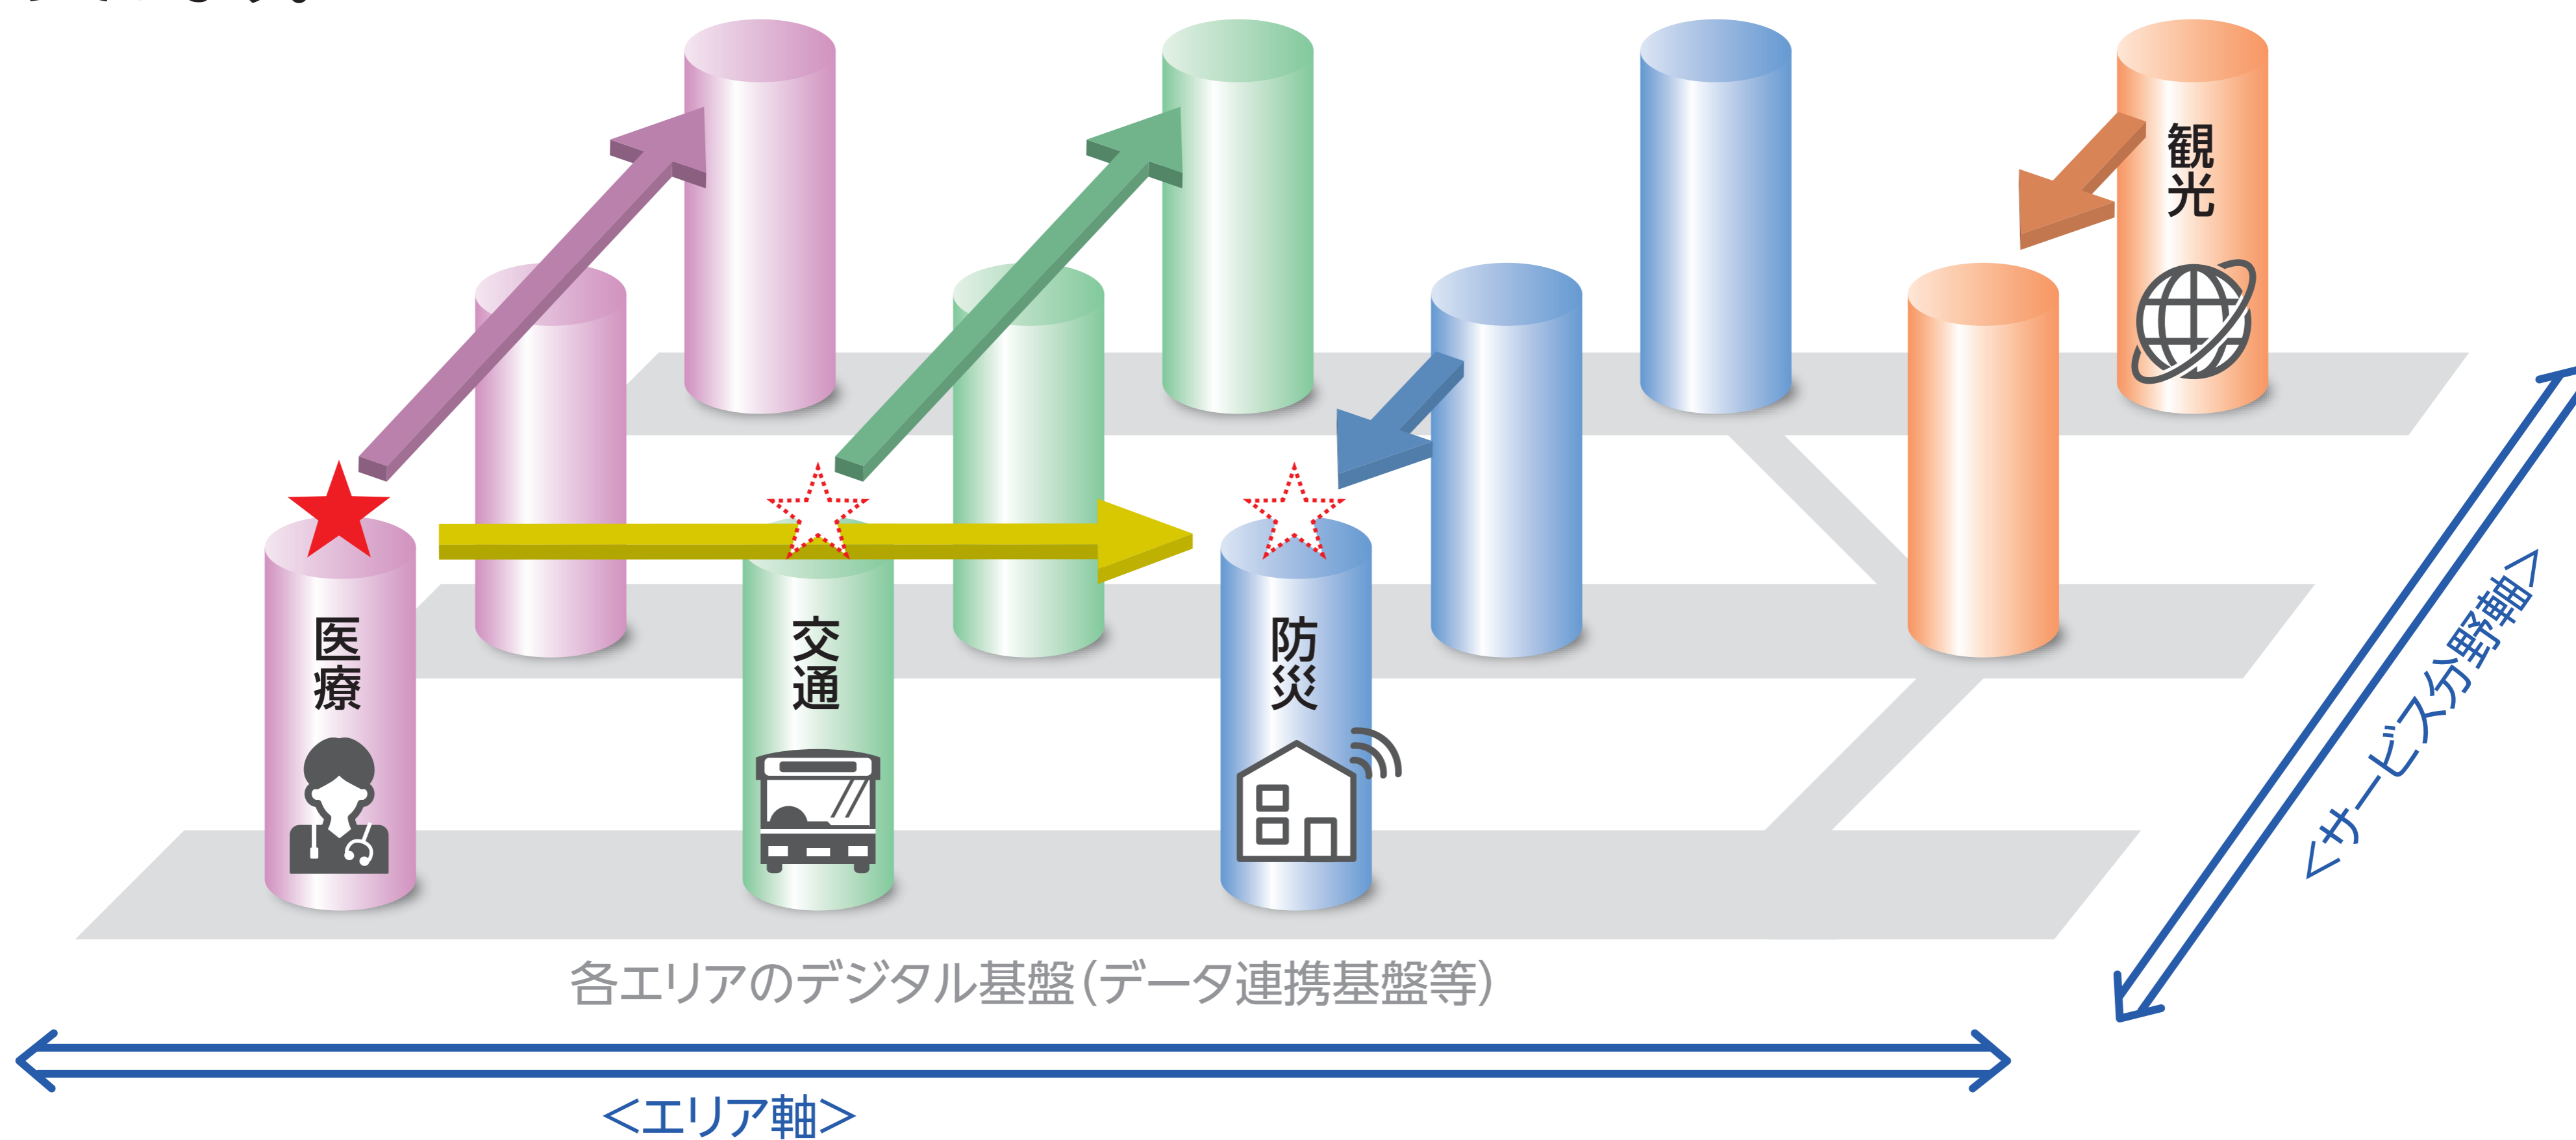 観光
医療
交通
防災
<サービス分野軸>
各エリアのデジタル基盤(データ連携基盤等)
<エリア軸>